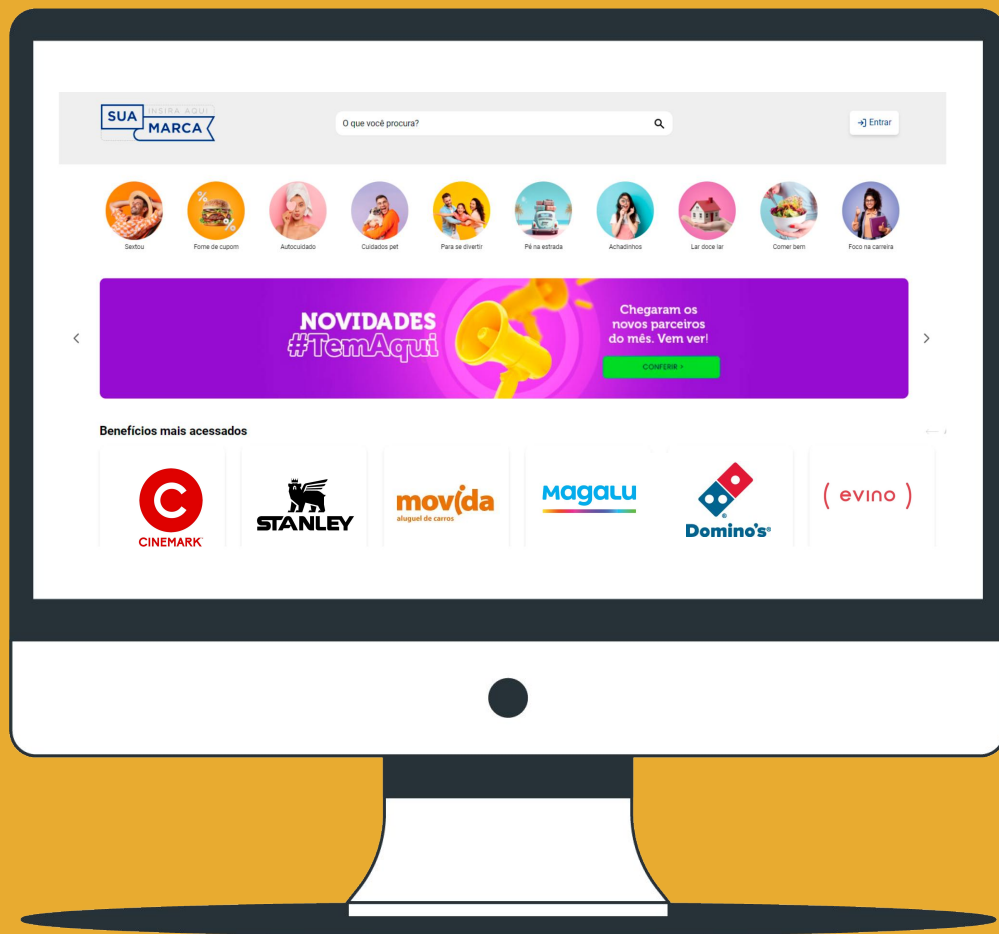 SUA
INSIRA AQUI
MARCA
O que você procura?
Entrar
%
%
Sextou
Fome de cupom
Autocuidado
Cuidados pet
Para se divertir
Pé na estrada
Achadinhos
Lar doce lar
Comer bem
Foco na carreira
NOVIDADES
#TemAqui
Chegaram os
novos parceiros
do mês. Vem ver!
CONFERIR >
Benefícios mais acessados
C
CINEMARK
STANLEY
movida
aluguel de carros
Magalu
Domino's®
( evino )